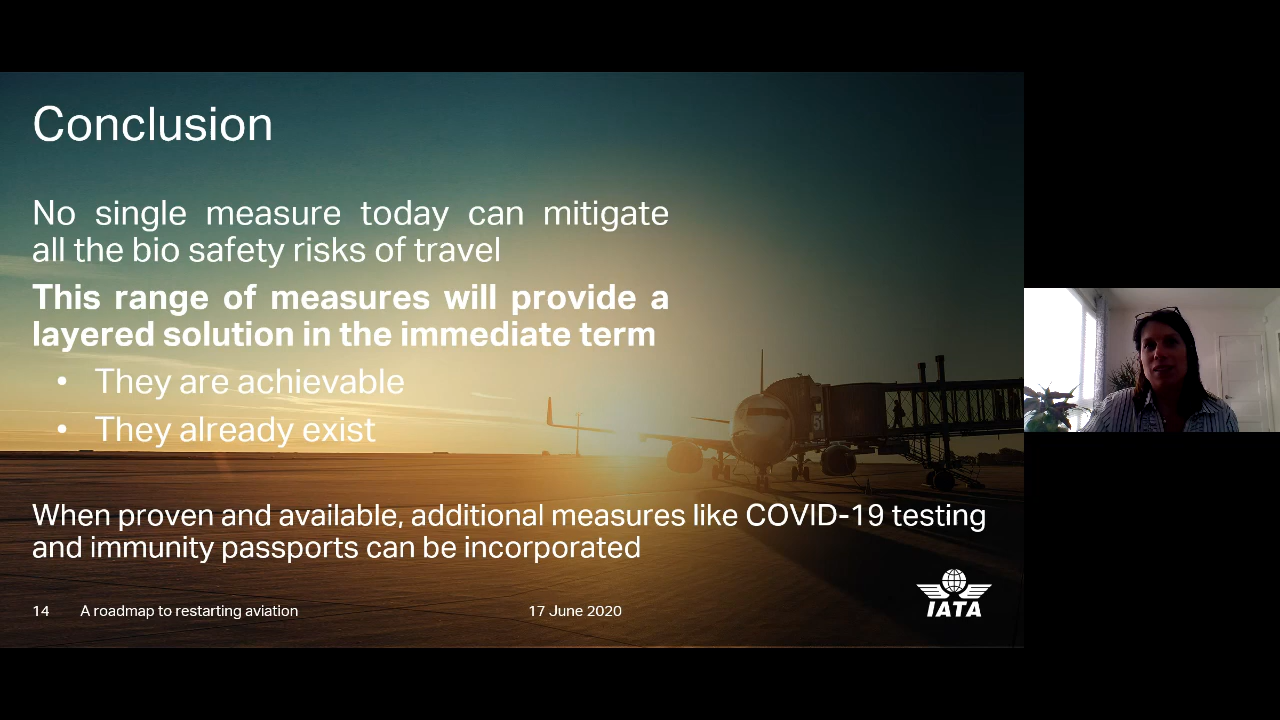 Conclusion
No single measure today can mitigate
all the bio safety risks of travel
This range of measures will provide a
layered solution in the immediate term
• They are achievable
• They already exist
51
When proven and available, additional measures like COVID-19 testing
and immunity passports can be incorporated
14 A roadmap to restarting aviation 17 June 2020
IATA